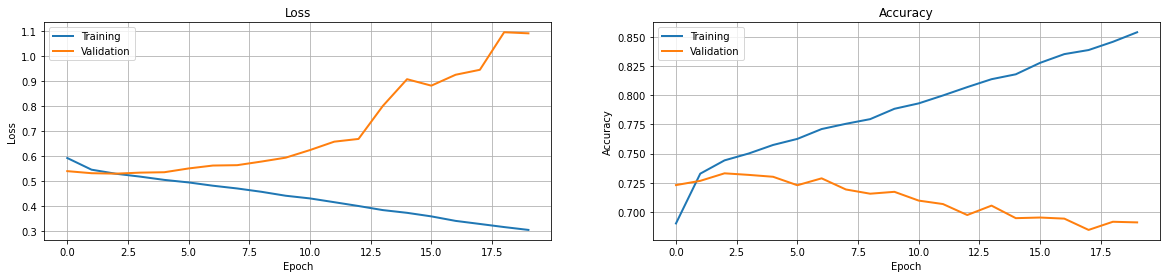 Loss
1.1
1.0
0.9
0.8
0.7
0.6
0.5
0.4
0.3
Loss
Training
Validation
0.0 2.5 5.0 7.5 10.0 12.5 15.0 17.5
Epoch
Accuracy
0.850
0.825
0.800
0.775
0.750
0.725
0.700
Accuracy
Training
Validation
0.0 2.5 5.0 7.5 10.0 12.5 15.0 17.5
Epoch